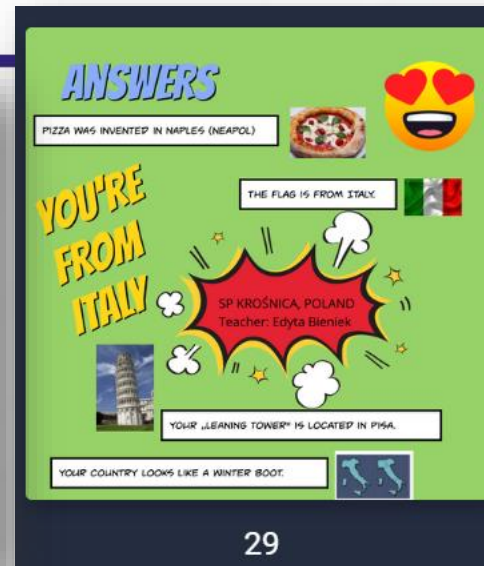 ANSWERS
PIZZA WAS INVENTED IN NAPLES (NEAPOL)
THE FLAG IS FROM ITALY.
YOU'RE
FROM
ITALY
SP KROŚNICA, POLAND
Teacher: Edyta Bieniek
YOUR „LEANING TOWER" IS LOCATED IN PISA.
YOUR COUNTRY LOOKS LIKE A WINTER BOOT.
29